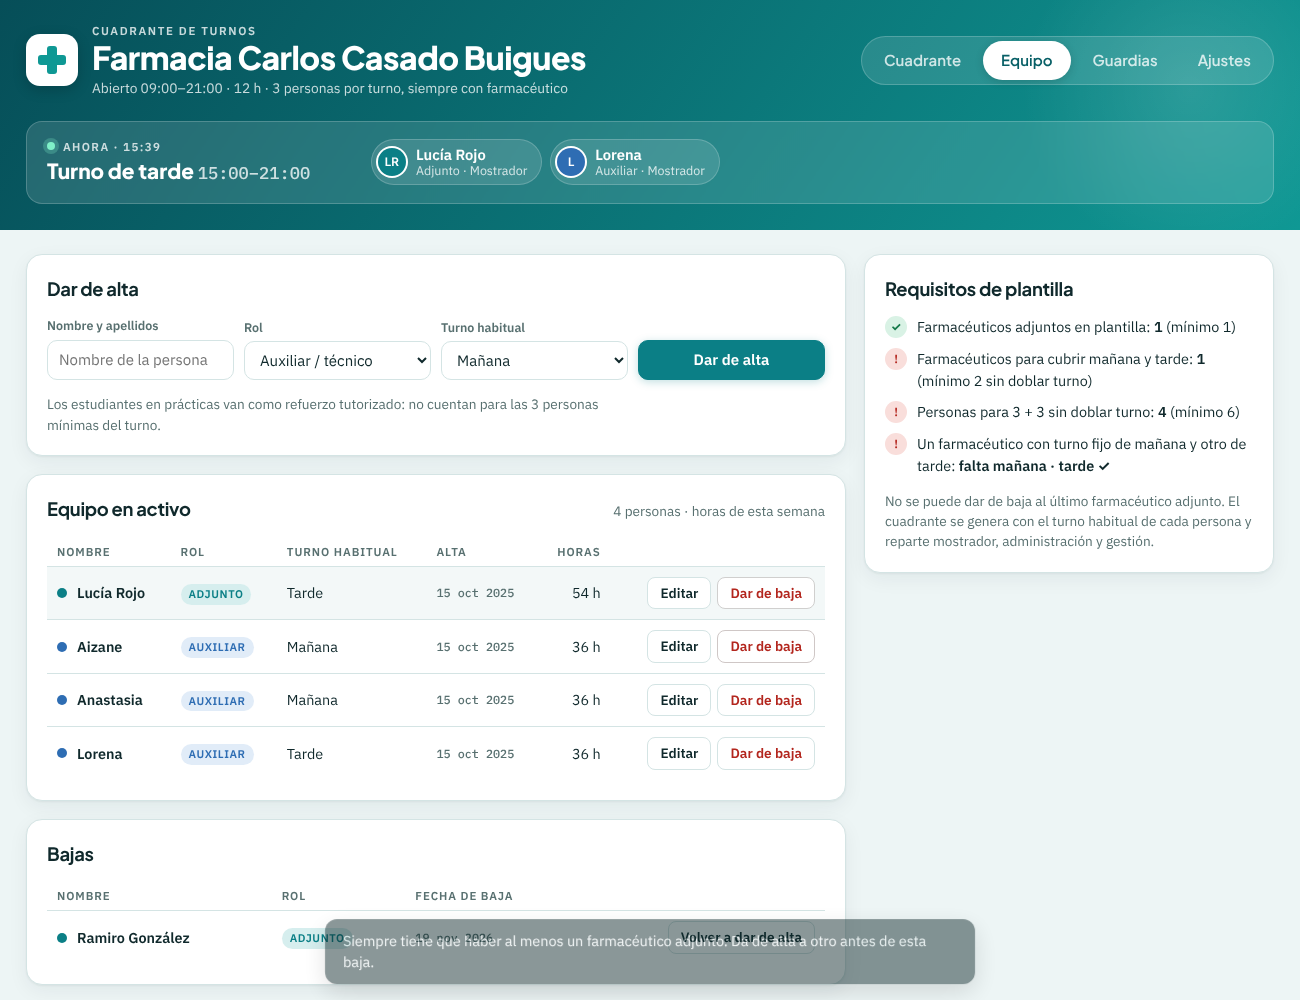 CUADRANTE DE TURNOS
Farmacia Carlos Casado Buigues
Abierto 09:00–21:00 · 12 h · 3 personas por turno, siempre con farmacéutico
Cuadrante
Equipo
Guardias
Ajustes
AHORA · 15:39
Turno de tarde 15:00–21:00
LR
Lucía Rojo
Adjunto · Mostrador
L
Lorena
Auxiliar · Mostrador
Dar de alta
Nombre y apellidos
Rol
Turno habitual
Nombre de la persona
Auxiliar / técnico
Mañana
Dar de alta
Los estudiantes en prácticas van como refuerzo tutorizado: no cuentan para las 3 personas
mínimas del turno.
Equipo en activo
4 personas · horas de esta semana
NOMBRE ROL TURNO HABITUAL ALTA HORAS
Lucía Rojo ADJUNTO Tarde 15 oct 2025 54 h Editar Dar de baja
Aizane AUXILIAR Mañana 15 oct 2025 36 h Editar Dar de baja
Anastasia AUXILIAR Mañana 15 oct 2025 36 h Editar Dar de baja
Lorena AUXILIAR Tarde 15 oct 2025 36 h Editar Dar de baja
Bajas
NOMBRE ROL FECHA DE BAJA
Ramiro González ADJUNTO nov 2026 Volver a dar de alta
Siempre tiene que haber al menos un farmacéutico adjunto. Da de alta a otro antes de esta
baja.
Requisitos de plantilla
Farmacéuticos adjuntos en plantilla: 1 (mínimo 1)
Farmacéuticos para cubrir mañana y tarde: 1
(mínimo 2 sin doblar turno)
Personas para 3 + 3 sin doblar turno: 4 (mínimo 6)
Un farmacéutico con turno fijo de mañana y otro de
tarde: falta mañana · tarde ✓
No se puede dar de baja al último farmacéutico adjunto. El
cuadrante se genera con el turno habitual de cada persona y
reparte mostrador, administración y gestión.